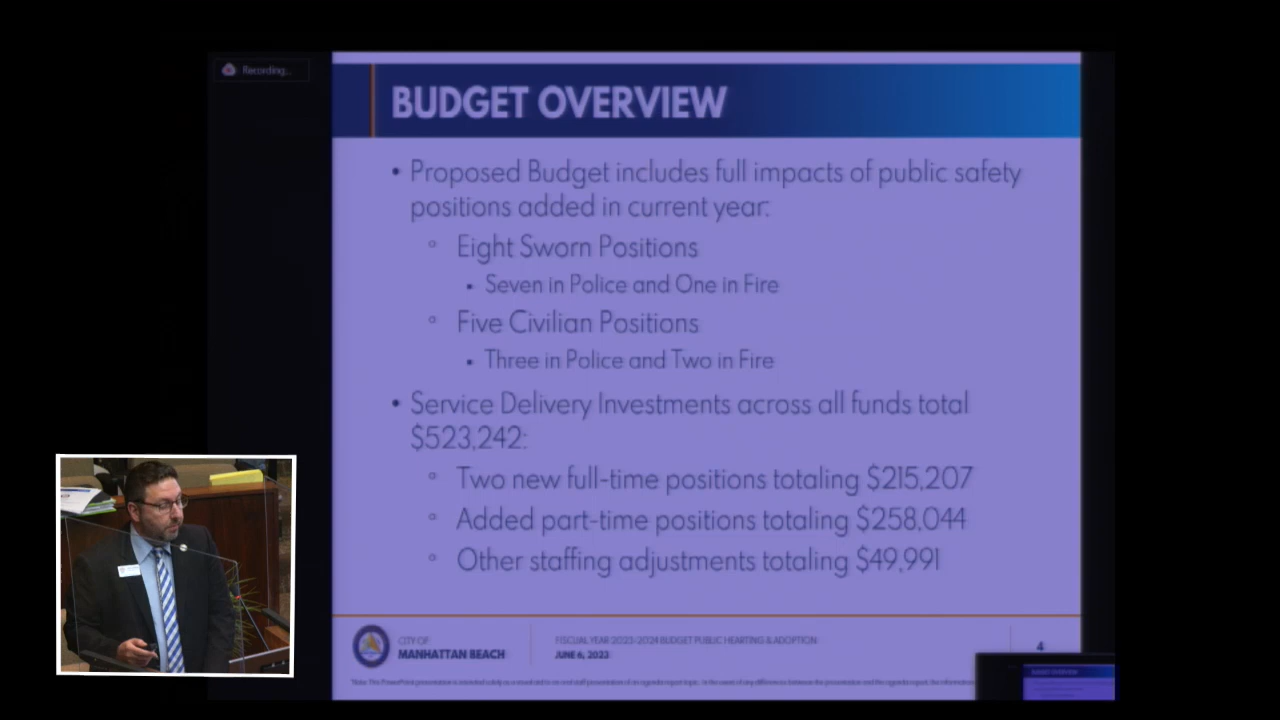 Recording...
BUDGET OVERVIEW
• Proposed Budget includes full impacts of public safety
positions added in current year:
° Eight Sworn Positions
▪ Seven in Police and One in Fire
° Five Civilian Positions
▪ Three in Police and Two in Fire
• Service Delivery Investments across all funds total
$523,242:
° Two new full-time positions totaling $215,207
° Added part-time positions totaling $258,044
° Other staffing adjustments totaling $49,991
CITY OF
MANHATTAN BEACH
FISCAL YEAR 2023-2024 BUDGET PUBLIC HEARING & ADOPTION
JUNE 6, 2023
4
BUDGET OVERVIEW